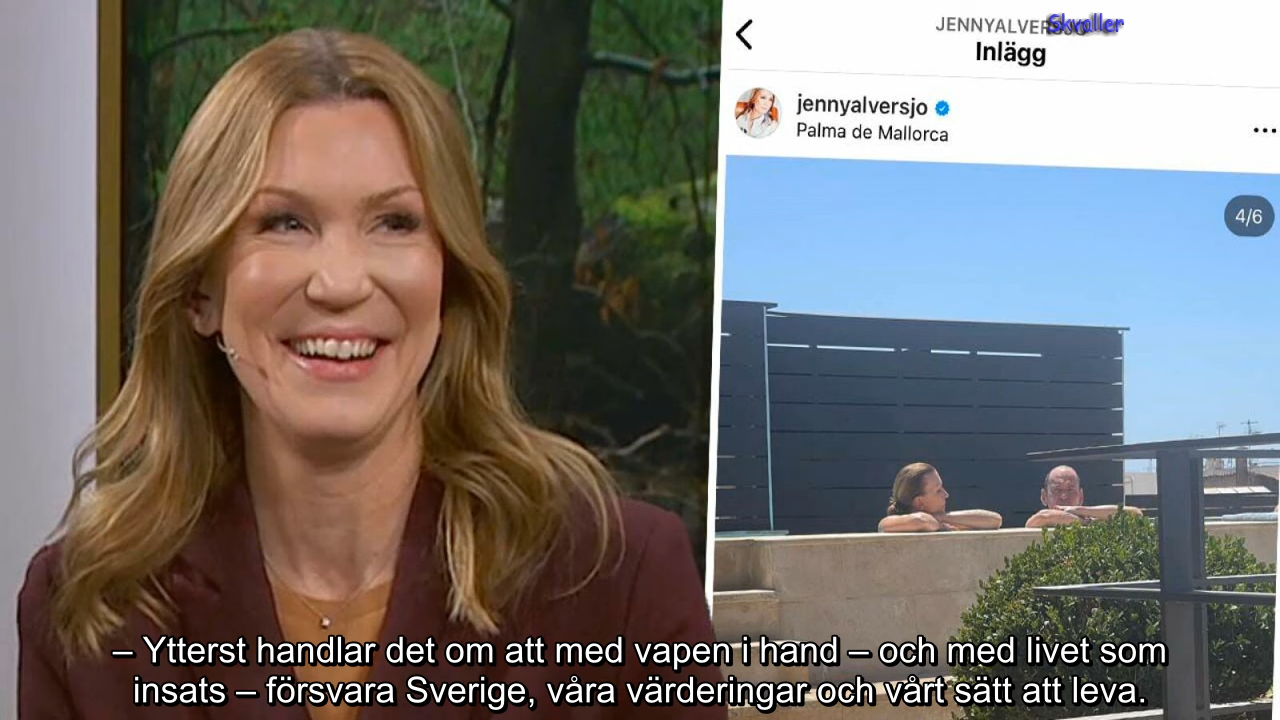 JENNYALVERSJO
Skvaller
Inlägg
jennyalversjo
Palma de Mallorca
4/6
– Ytterst handlar det om att med vapen i hand – och med livet som
insats – försvara Sverige, våra värderingar och vårt sätt att leva.